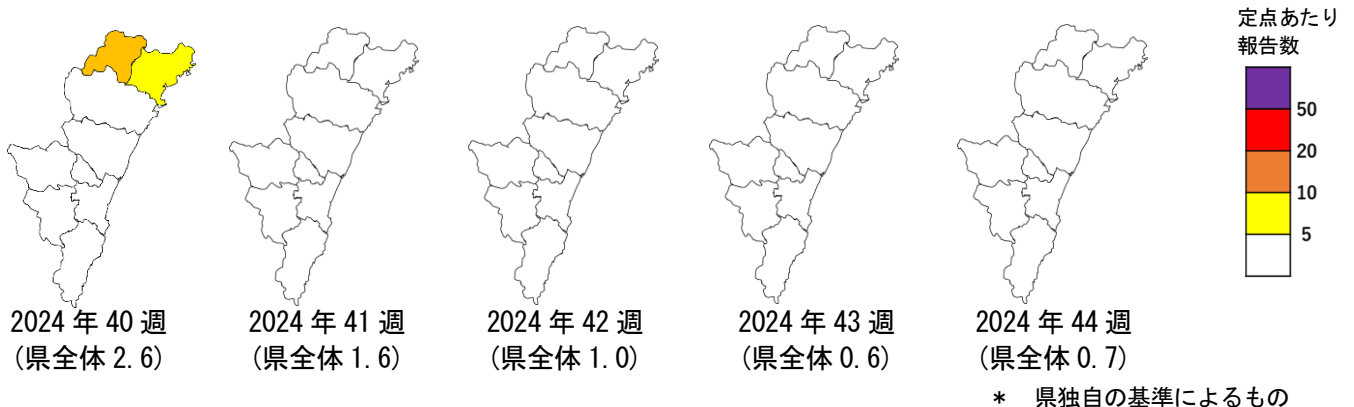 定点あたり
報告数
50
20
10
5
2024 年 40 週
(県全体 2.6)
2024 年 41 週
(県全体 1.6)
2024 年 42 週
(県全体 1.0)
2024 年 43 週
(県全体 0.6)
2024 年 44 週
(県全体 0.7)
* 県独自の基準によるもの